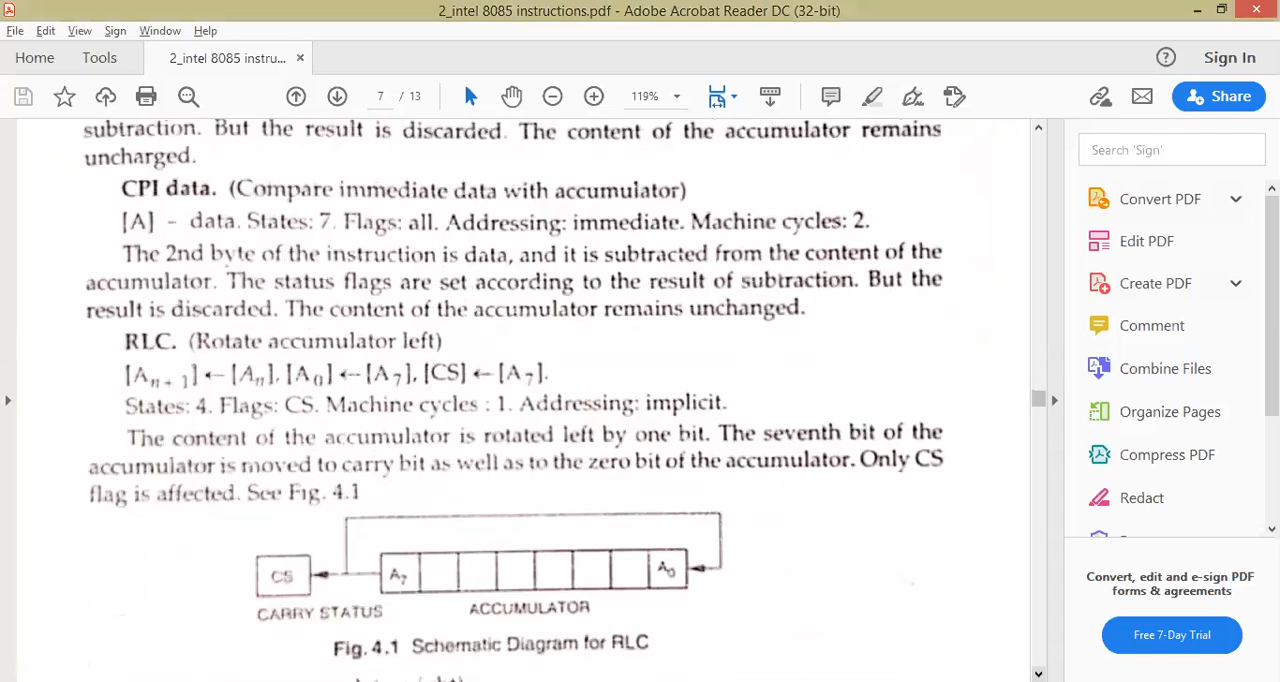 2_intel 8085 instructions.pdf - Adobe Acrobat Reader DC (32-bit)
File Edit View Sign Window Help
Home Tools 2_intel 8085 instru... × Sign In
7 / 13 119% Share
subtraction. But the result is discarded. The content of the accumulator remains
uncharged.
CPI data. (Compare immediate data with accumulator)
[A] – data. States: 7. Flags: all. Addressing: immediate. Machine cycles: 2.
The 2nd byte of the instruction is data, and it is subtracted from the content of the
accumulator. The status flags are set according to the result of subtraction. But the
result is discarded. The content of the accumulator remains unchanged.
RLC. (Rotate accumulator left)
[Aₙ₊₁] ← [Aₙ], [A₀] ← [A₇], [CS] ← [A₇].
States: 4. Flags: CS. Machine cycles : 1. Addressing: implicit.
The content of the accumulator is rotated left by one bit. The seventh bit of the
accumulator is moved to carry bit as well as to the zero bit of the accumulator. Only CS
flag is affected. See Fig. 4.1
CS A₇ A₀
CARRY STATUS ACCUMULATOR
Fig. 4.1 Schematic Diagram for RLC
Search 'Sign'
Convert PDF
Edit PDF
Create PDF
Comment
Combine Files
Organize Pages
Compress PDF
Redact
Convert, edit and e-sign PDF
forms & agreements
Free 7-Day Trial